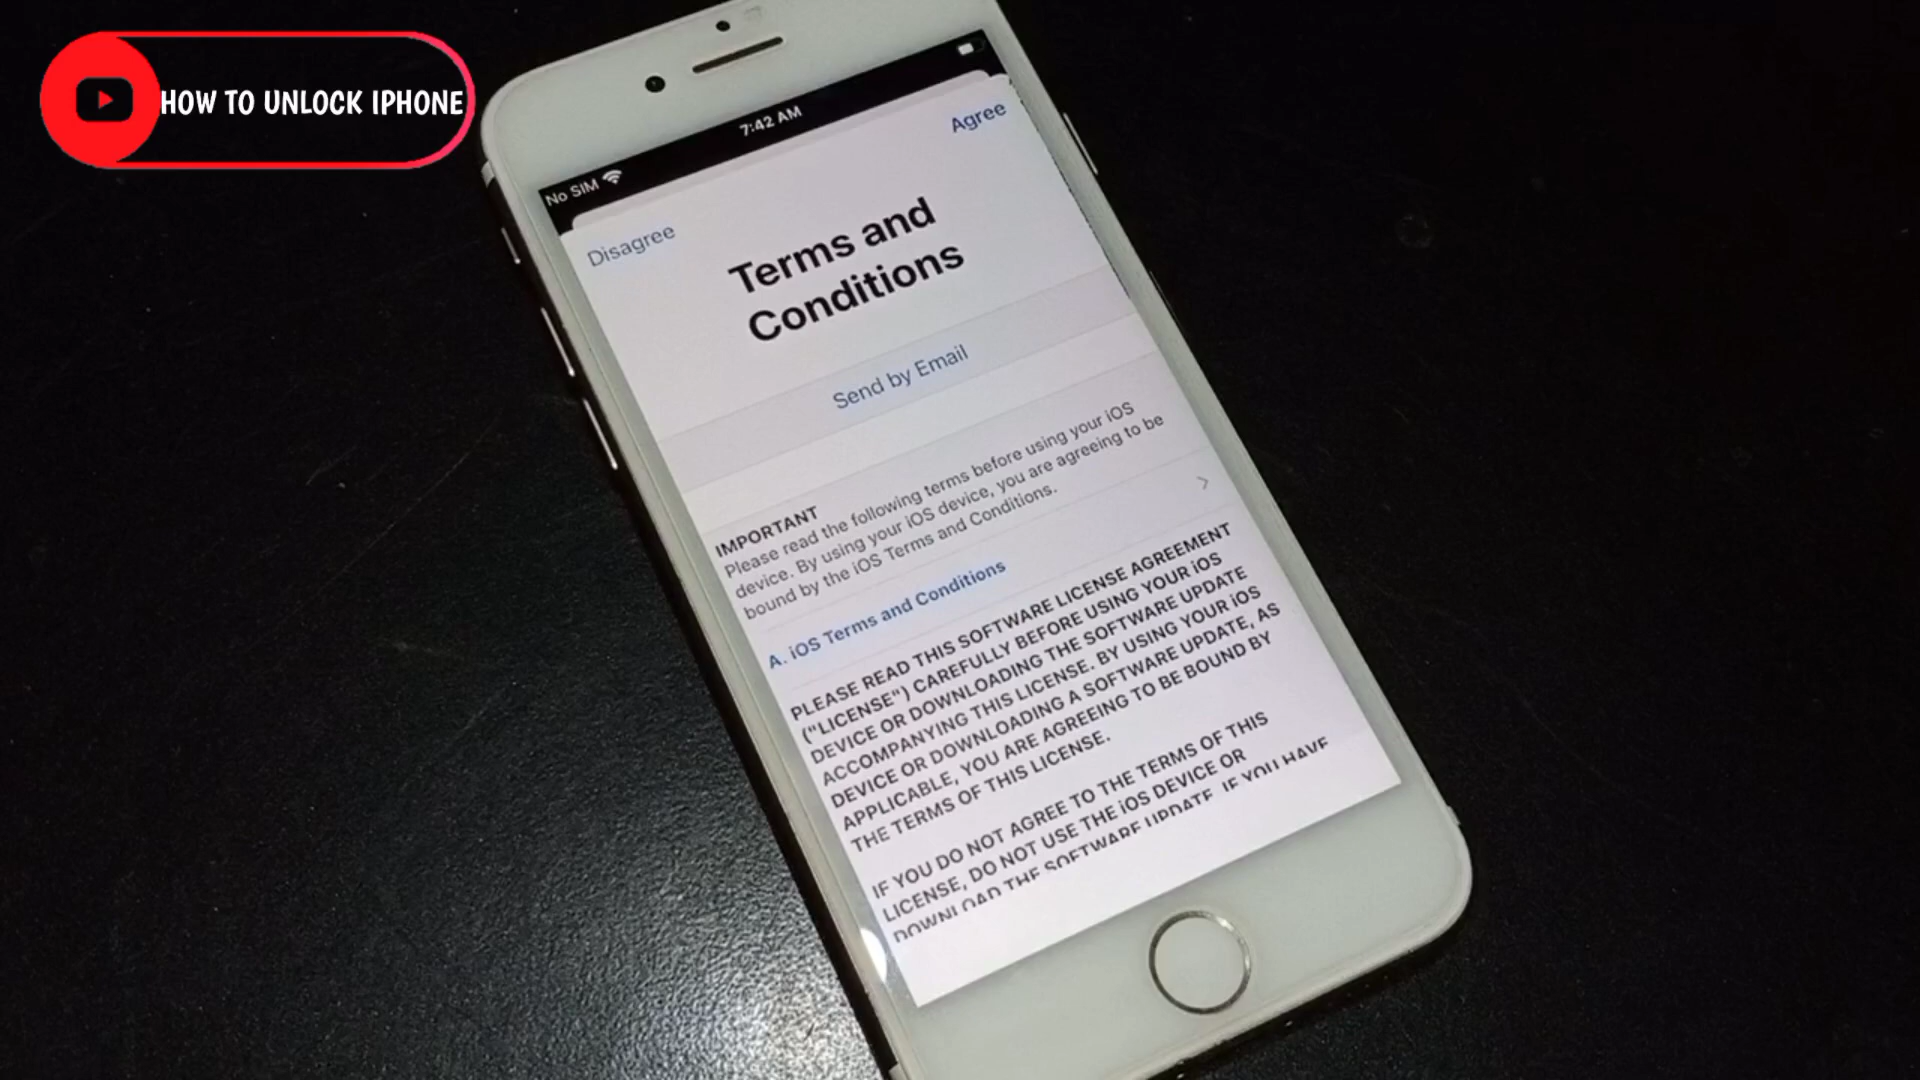 HOW TO UNLOCK IPHONE
No SIM
7:42 AM
Disagree
Agree
Terms and
Conditions
Send by Email
IMPORTANT
Please read the following terms before using your iOS
device. By using your iOS device, you are agreeing to be
bound by the iOS Terms and Conditions.
A. iOS Terms and Conditions
PLEASE READ THIS SOFTWARE LICENSE AGREEMENT
("LICENSE") CAREFULLY BEFORE USING YOUR iOS
DEVICE OR DOWNLOADING THE SOFTWARE UPDATE
ACCOMPANYING THIS LICENSE. BY USING YOUR iOS
DEVICE OR DOWNLOADING A SOFTWARE UPDATE, AS
APPLICABLE, YOU ARE AGREEING TO BE BOUND BY
THE TERMS OF THIS LICENSE.
IF YOU DO NOT AGREE TO THE TERMS OF THIS
LICENSE, DO NOT USE THE iOS DEVICE OR
DOWNLOAD THE SOFTWARE UPDATE. IF YOU HAVE